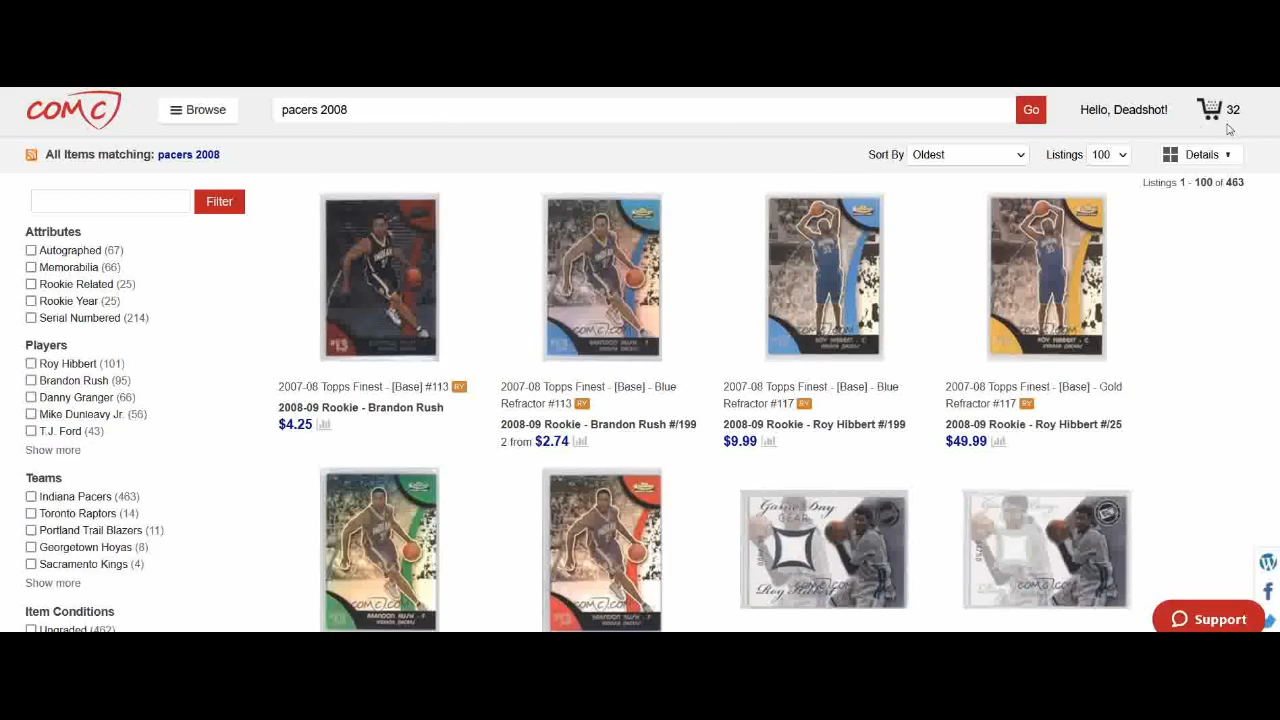 COMC
Browse
pacers 2008
Go
Hello, Deadshot!
32
All Items matching: pacers 2008
Sort By
Oldest
Listings
100
Details
Listings 1 - 100 of 463
Filter
Attributes
Autographed (67)
Memorabilia (66)
Rookie Related (25)
Rookie Year (25)
Serial Numbered (214)
Players
Roy Hibbert (101)
Brandon Rush (95)
Danny Granger (66)
Mike Dunleavy Jr. (56)
T.J. Ford (43)
Show more
Teams
Indiana Pacers (463)
Toronto Raptors (14)
Portland Trail Blazers (11)
Georgetown Hoyas (8)
Sacramento Kings (4)
Show more
Item Conditions
Ungraded (462)
2007-08 Topps Finest - [Base] #113 RY
2008-09 Rookie - Brandon Rush
$4.25
2007-08 Topps Finest - [Base] - Blue
Refractor #113 RY
2008-09 Rookie - Brandon Rush #/199
2 from $2.74
2007-08 Topps Finest - [Base] - Blue
Refractor #117 RY
2008-09 Rookie - Roy Hibbert #/199
$9.99
2007-08 Topps Finest - [Base] - Gold
Refractor #117 RY
2008-09 Rookie - Roy Hibbert #/25
$49.99
Game Day
GEAR
Roy Hibbert
Support